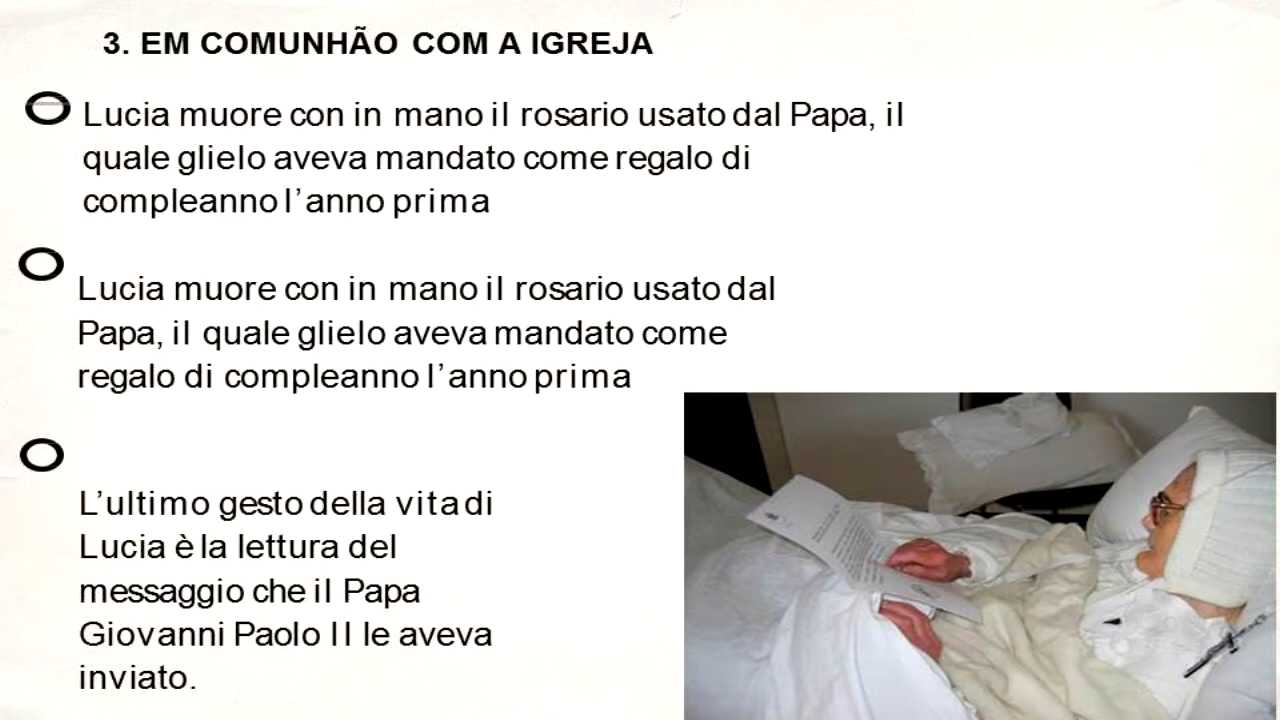 3. EM COMUNHÃO COM A IGREJA
Lucia muore con in mano il rosario usato dal Papa, il
quale glielo aveva mandato come regalo di
compleanno l’anno prima
Lucia muore con in mano il rosario usato dal
Papa, il quale glielo aveva mandato come
regalo di compleanno l’anno prima
L’ultimo gesto della vita di
Lucia è la lettura del
messaggio che il Papa
Giovanni Paolo II le aveva
inviato.